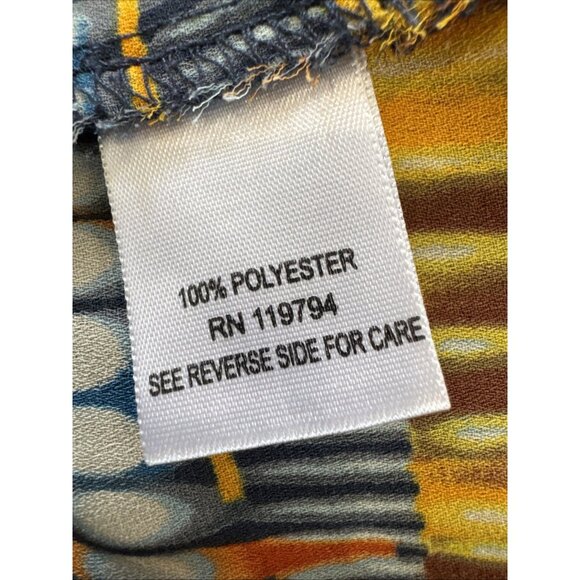 100% POLYESTER
RN 119794
SEE REVERSE SIDE FOR CARE